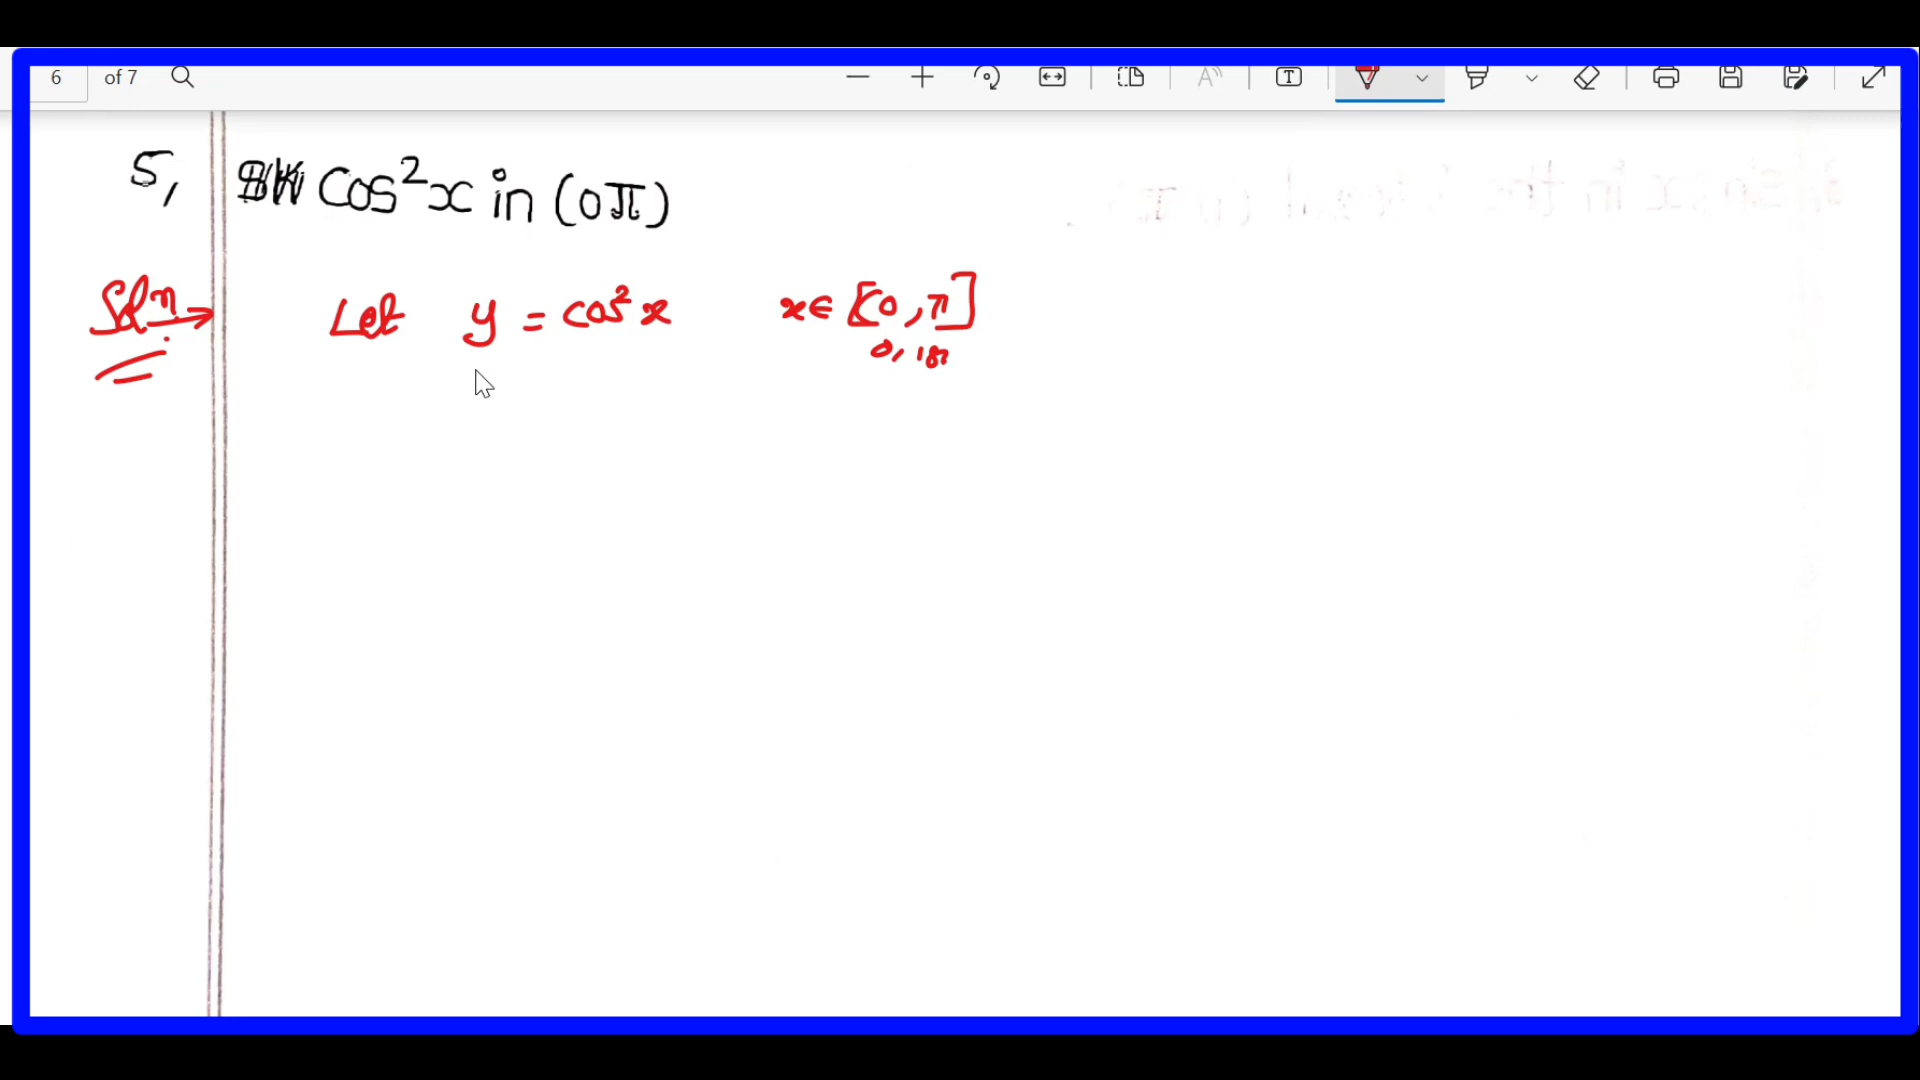 6 of 7
5, Cos²x in (0π)
Soln → Let y = cos²x x ∈ [0, π]
0, 180